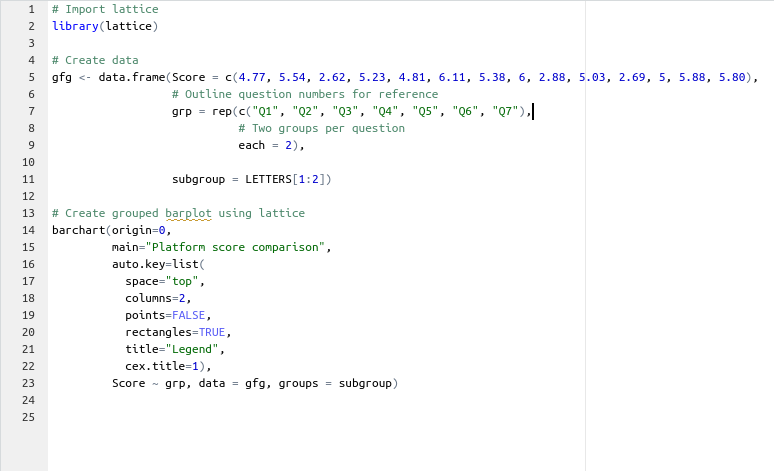 1 # Import lattice
2 library(lattice)
3
4 # Create data
5 gfg <- data.frame(Score = c(4.77, 5.54, 2.62, 5.23, 4.81, 6.11, 5.38, 6, 2.88, 5.03, 2.69, 5, 5.88, 5.80),
6 # Outline question numbers for reference
7 grp = rep(c("Q1", "Q2", "Q3", "Q4", "Q5", "Q6", "Q7"),
8 # Two groups per question
9 each = 2),
10
11 subgroup = LETTERS[1:2])
12
13 # Create grouped barplot using lattice
14 barchart(origin=0,
15 main="Platform score comparison",
16 auto.key=list(
17 space="top",
18 columns=2,
19 points=FALSE,
20 rectangles=TRUE,
21 title="Legend",
22 cex.title=1),
23 Score ~ grp, data = gfg, groups = subgroup)
24
25